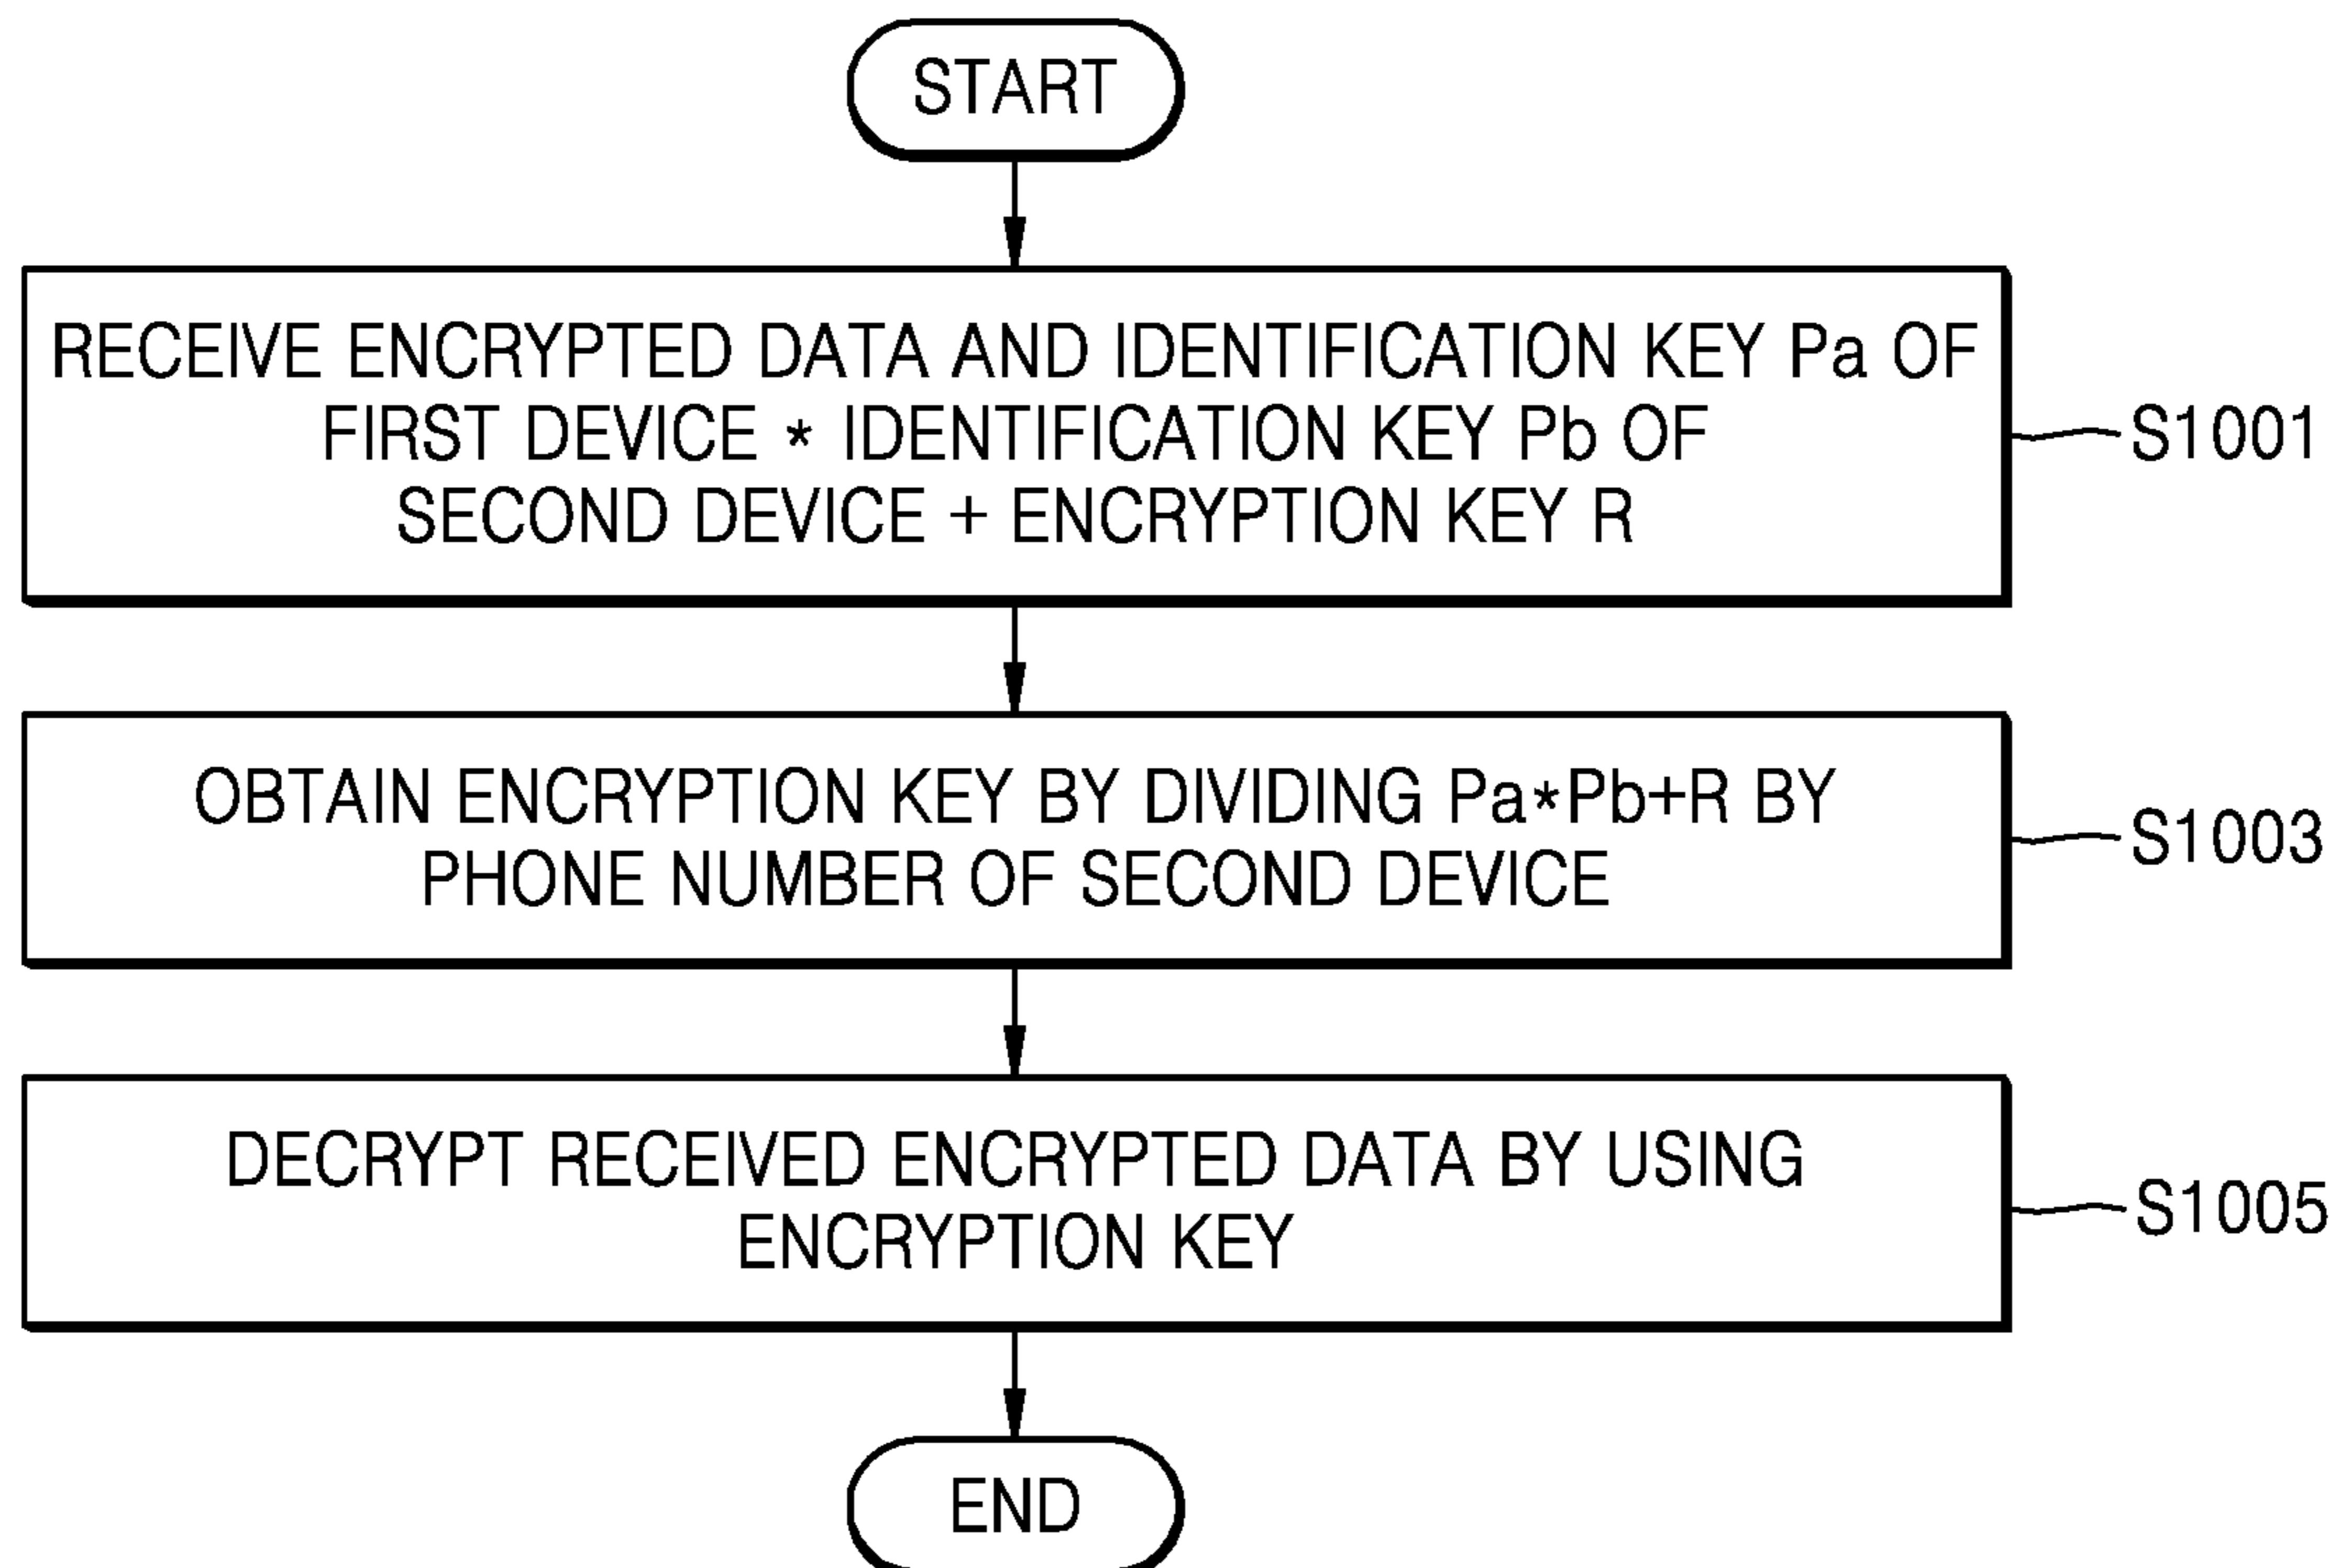 START
RECEIVE ENCRYPTED DATA AND IDENTIFICATION KEY Pa OF
FIRST DEVICE * IDENTIFICATION KEY Pb OF
SECOND DEVICE + ENCRYPTION KEY R
S1001
OBTAIN ENCRYPTION KEY BY DIVIDING Pa*Pb+R BY
PHONE NUMBER OF SECOND DEVICE
S1003
DECRYPT RECEIVED ENCRYPTED DATA BY USING
ENCRYPTION KEY
S1005
END